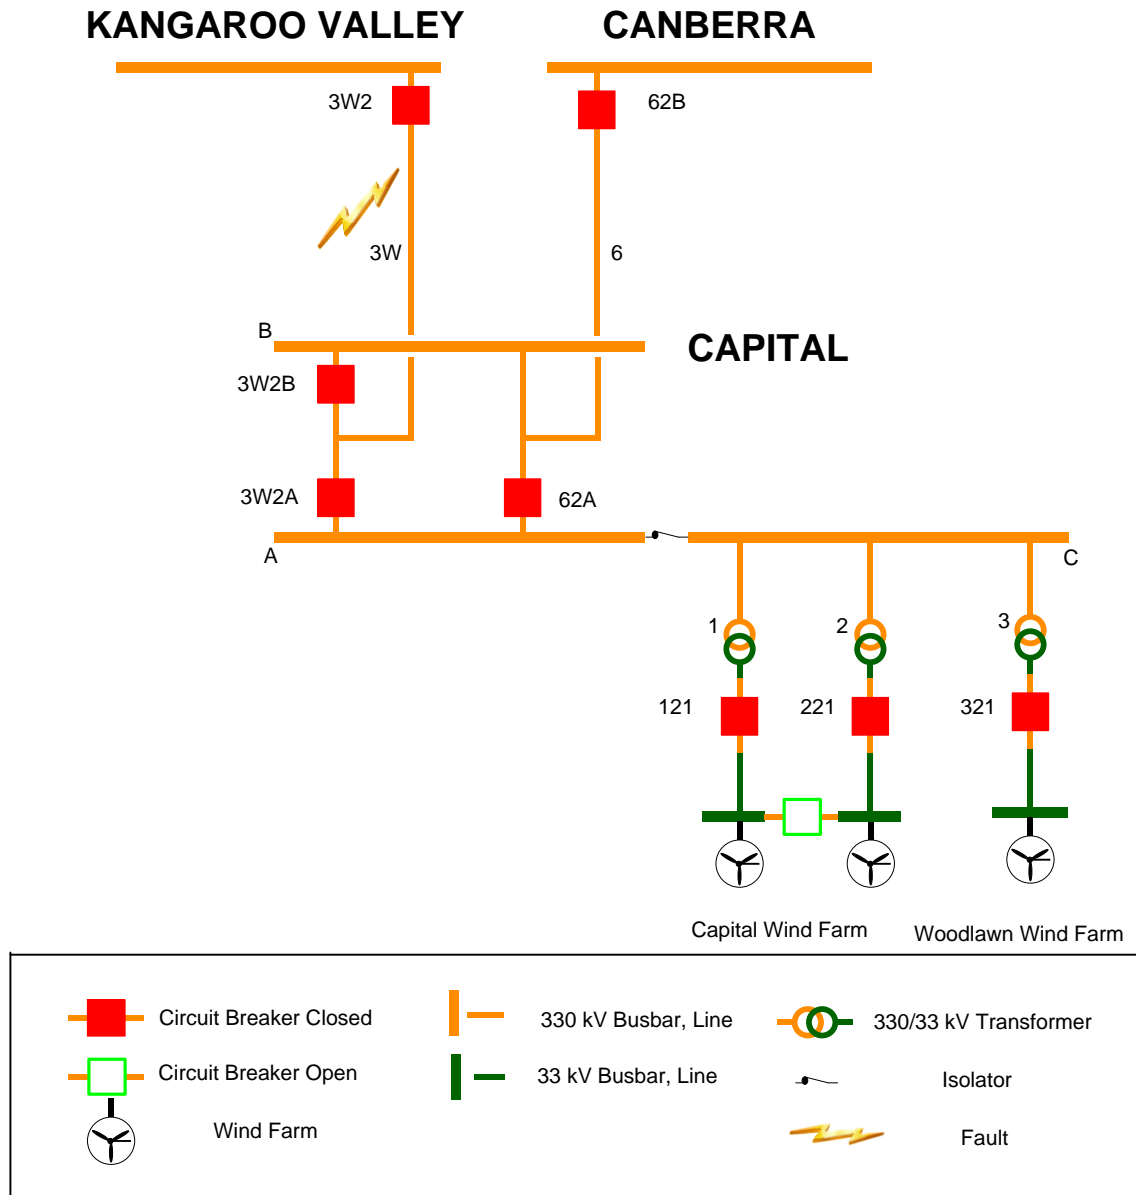 KANGAROO VALLEY
CANBERRA
3W2
62B
3W
6
B
CAPITAL
3W2B
3W2A
62A
A
C
1
2
3
121
221
321
Capital Wind Farm
Woodlawn Wind Farm
Circuit Breaker Closed
330 kV Busbar, Line
330/33 kV Transformer
Circuit Breaker Open
33 kV Busbar, Line
Isolator
Wind Farm
Fault